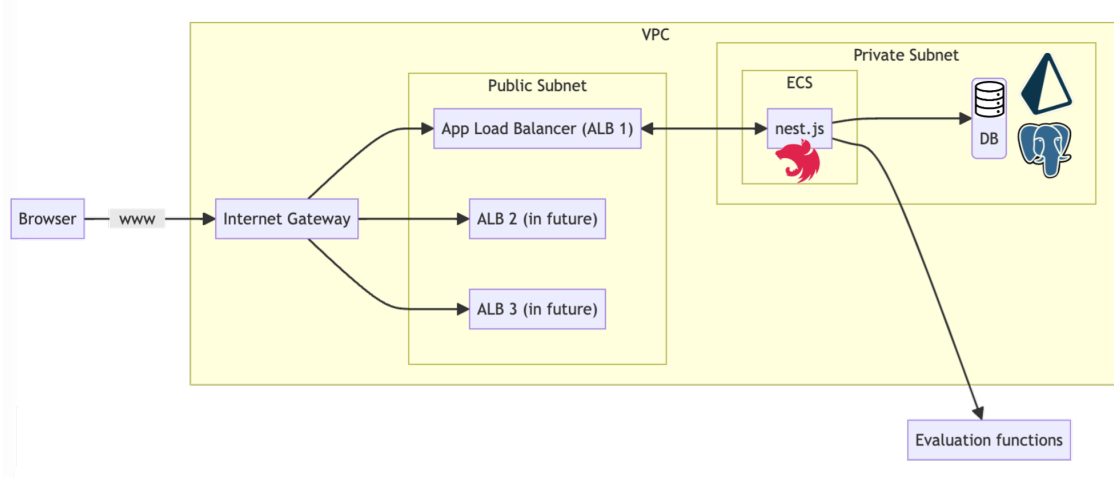 VPC
Private Subnet
Public Subnet
ECS
App Load Balancer (ALB 1)
nest.js
DB
Browser
www
Internet Gateway
ALB 2 (in future)
ALB 3 (in future)
Evaluation functions